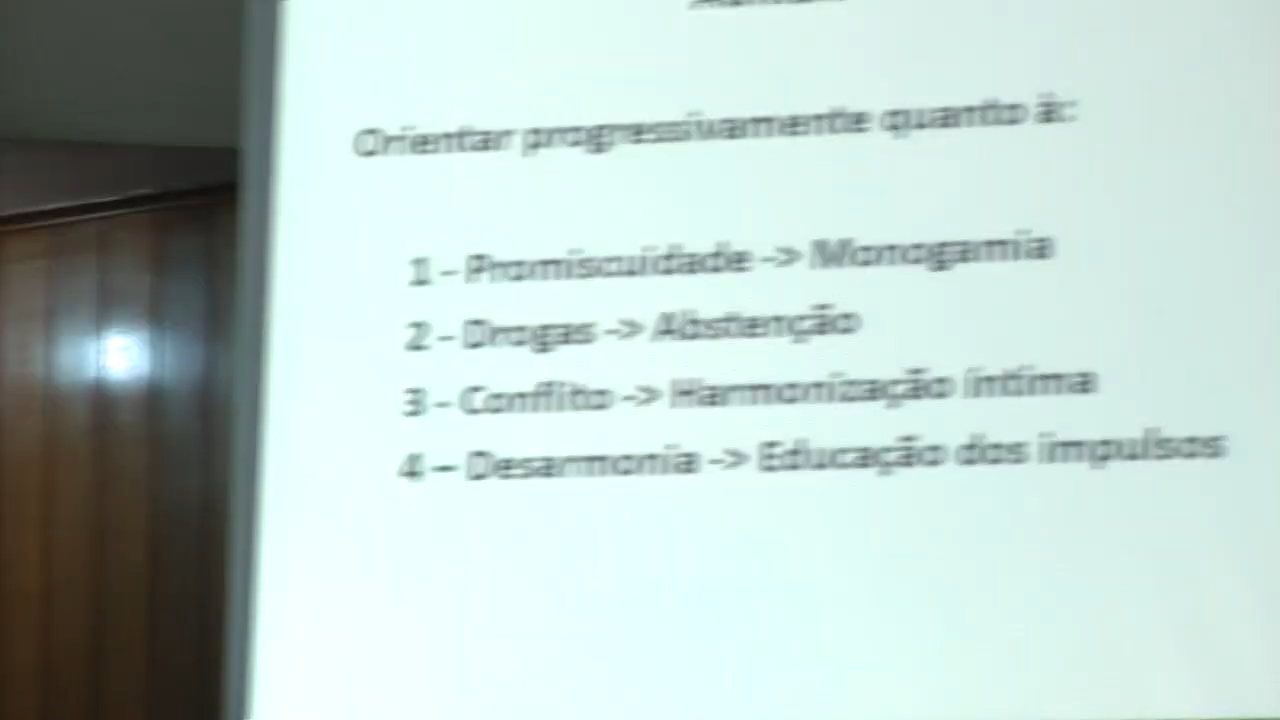 Orientar progressivamente quanto à:
1 - Promiscuidade -> Monogamia
2 - Drogas -> Abstenção
3 - Conflito -> Harmonização íntima
4 – Desarmonia -> Educação dos impulsos